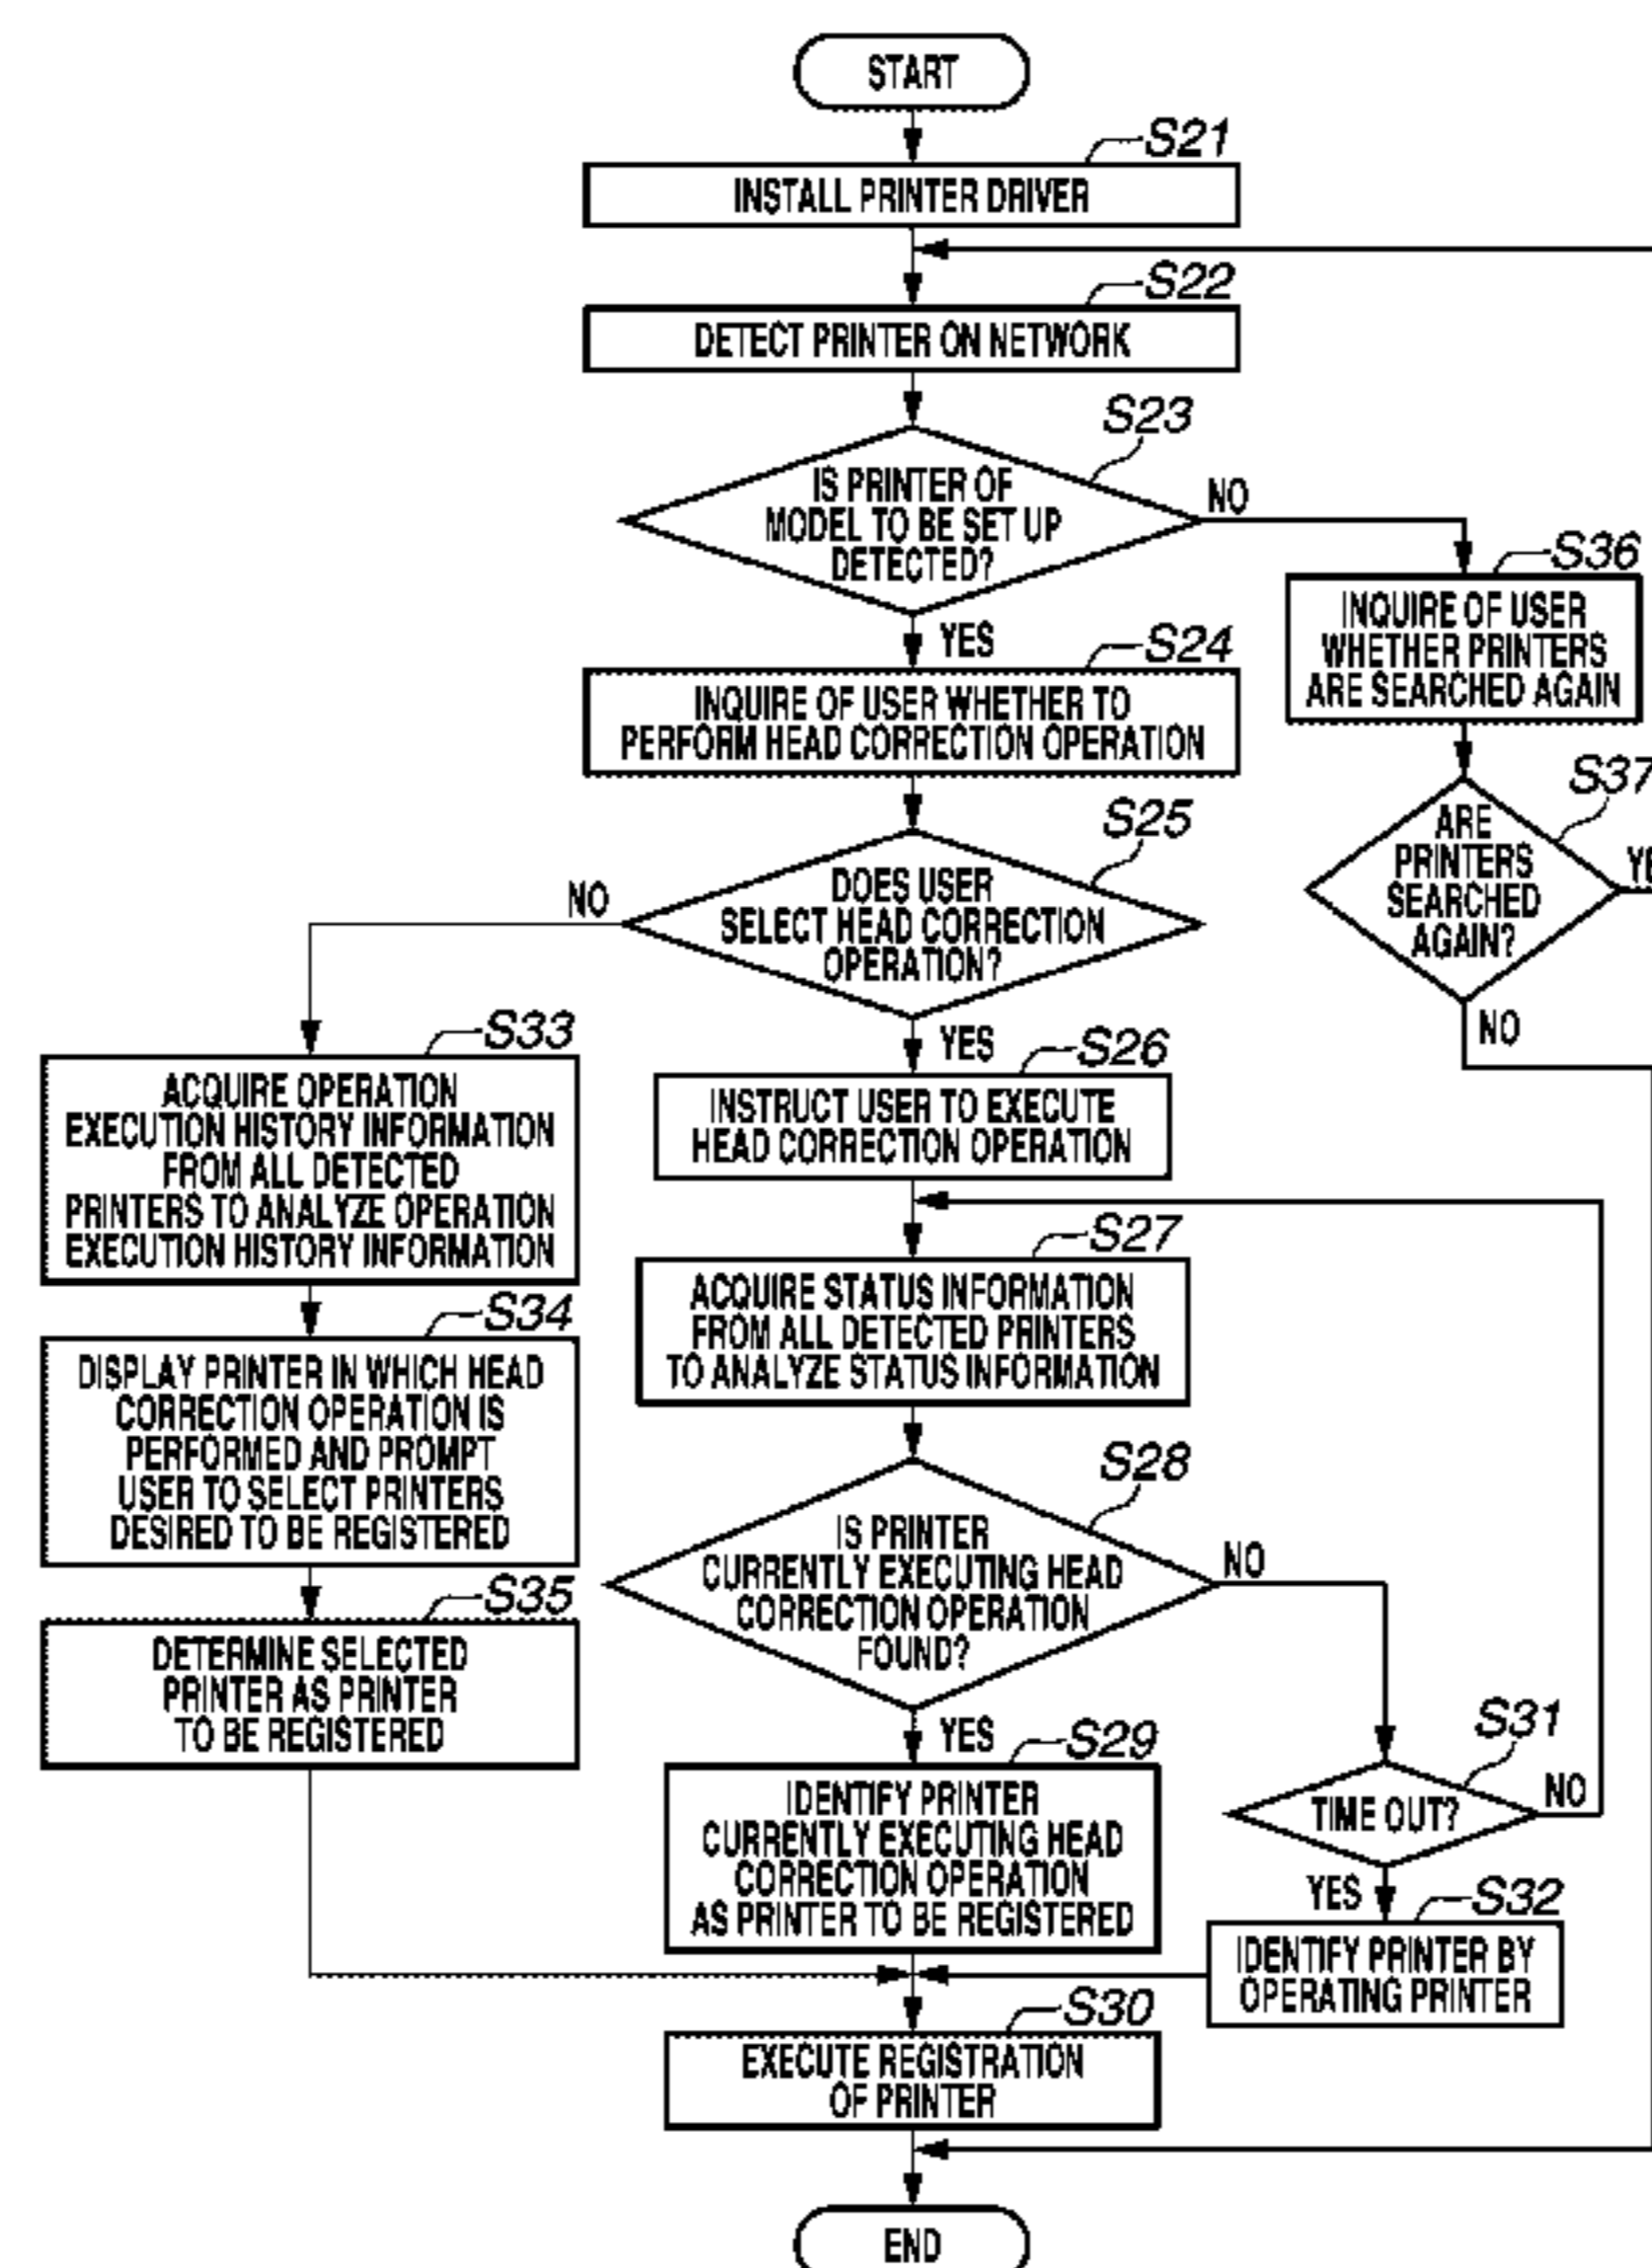 START
S21
INSTALL PRINTER DRIVER
S22
DETECT PRINTER ON NETWORK
S23
IS PRINTER OF
MODEL TO BE SET UP
DETECTED?
NO
YES
S36
INQUIRE OF USER
WHETHER PRINTERS
ARE SEARCHED AGAIN
S24
INQUIRE OF USER WHETHER TO
PERFORM HEAD CORRECTION OPERATION
S37
ARE
PRINTERS
SEARCHED
AGAIN?
YE
NO
S25
DOES USER
SELECT HEAD CORRECTION
OPERATION?
NO
YES
S33
ACQUIRE OPERATION
EXECUTION HISTORY INFORMATION
FROM ALL DETECTED
PRINTERS TO ANALYZE OPERATION
EXECUTION HISTORY INFORMATION
S26
INSTRUCT USER TO EXECUTE
HEAD CORRECTION OPERATION
S27
ACQUIRE STATUS INFORMATION
FROM ALL DETECTED PRINTERS
TO ANALYZE STATUS INFORMATION
S34
DISPLAY PRINTER IN WHICH HEAD
CORRECTION OPERATION IS
PERFORMED AND PROMPT
USER TO SELECT PRINTERS
DESIRED TO BE REGISTERED
S28
IS PRINTER
CURRENTLY EXECUTING HEAD
CORRECTION OPERATION
FOUND?
NO
YES
S35
DETERMINE SELECTED
PRINTER AS PRINTER
TO BE REGISTERED
S29
IDENTIFY PRINTER
CURRENTLY EXECUTING HEAD
CORRECTION OPERATION
AS PRINTER TO BE REGISTERED
S31
TIME OUT?
NO
YES
S32
IDENTIFY PRINTER BY
OPERATING PRINTER
S30
EXECUTE REGISTRATION
OF PRINTER
END